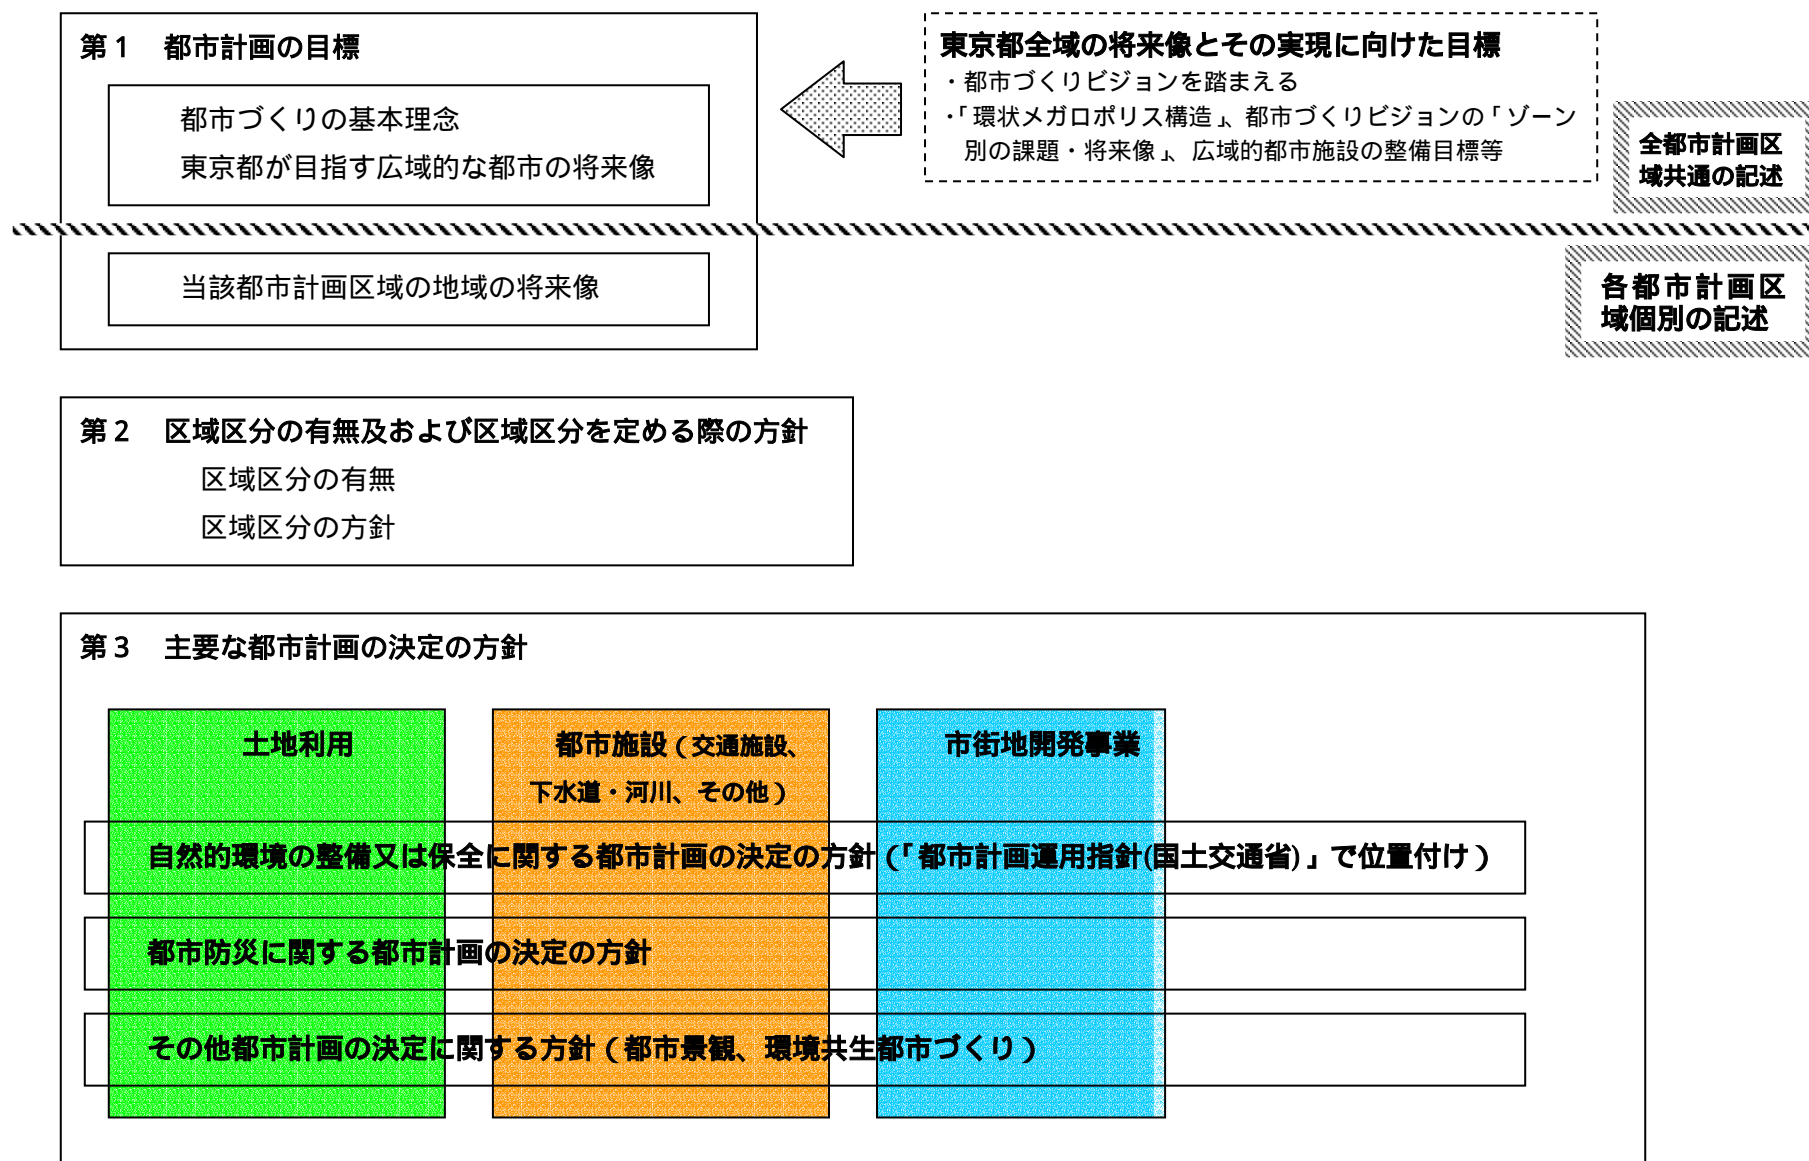 第１　都市計画の目標
都市づくりの基本理念
東京都が目指す広域的な都市の将来像
東京都全域の将来像とその実現に向けた目標
・都市づくりビジョンを踏まえる
・「環状メガロポリス構造」、都市づくりビジョンの「ゾーン
別の課題・将来像」、広域的都市施設の整備目標等
全都市計画区
域共通の記述
当該都市計画区域の地域の将来像
各都市計画区
域個別の記述
第２　区域区分の有無及および区域区分を定める際の方針
区域区分の有無
区域区分の方針
第３　主要な都市計画の決定の方針
土地利用
都市施設（交通施設、
下水道・河川、その他）
市街地開発事業
自然的環境の整備又は保全に関する都市計画の決定の方針（「都市計画運用指針(国土交通省)」で位置付け）
都市防災に関する都市計画の決定の方針
その他都市計画の決定に関する方針（都市景観、環境共生都市づくり）